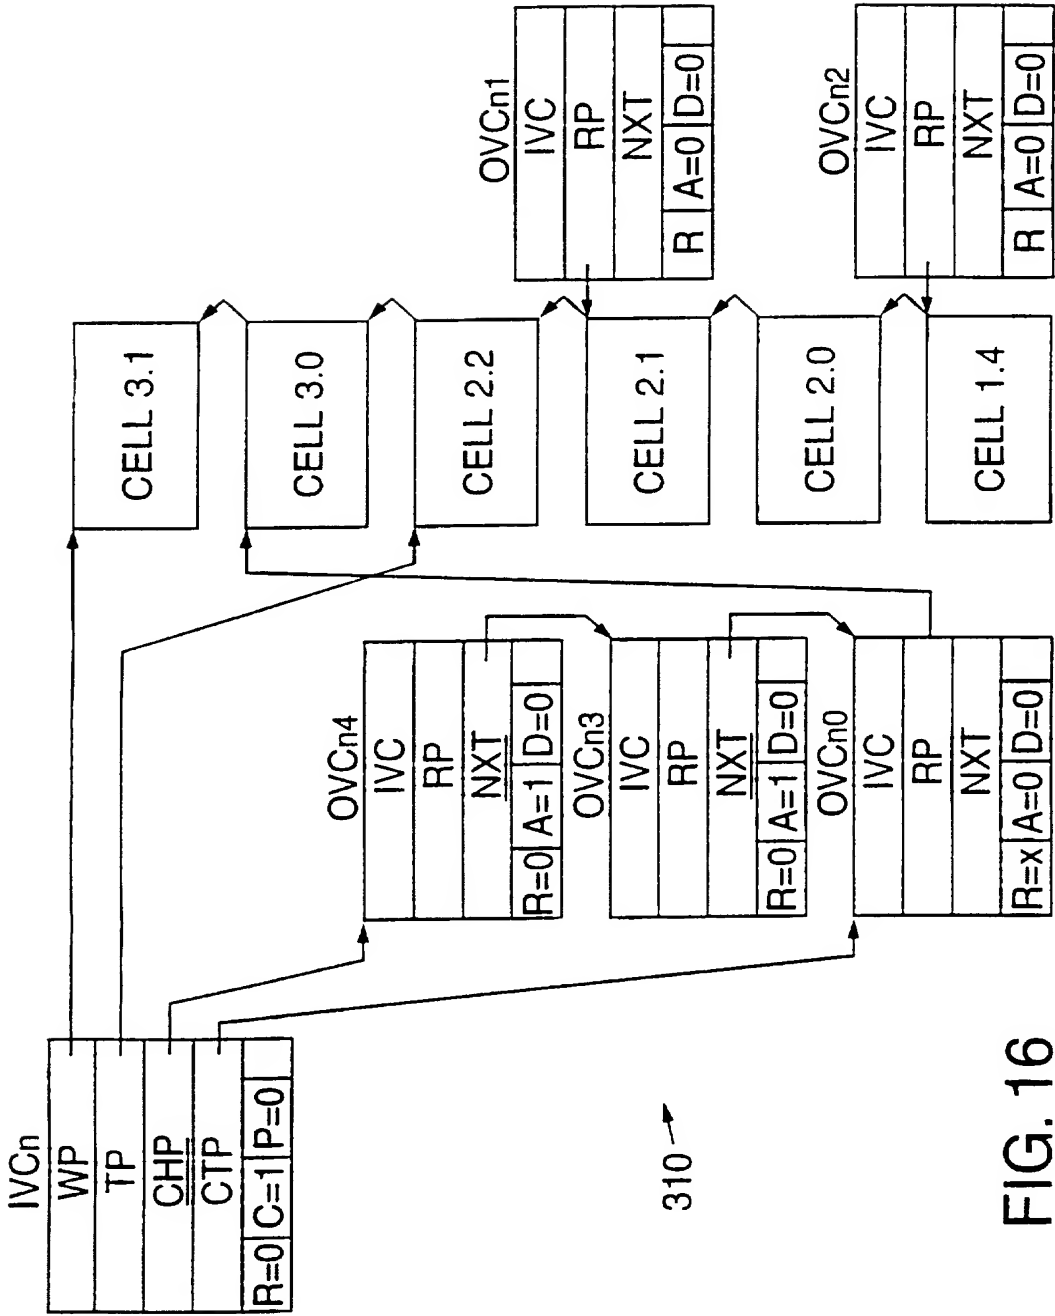 IVCn
WP
TP
CHP
CTP
R=0 C=1 P=0
CELL 3.1
CELL 3.0
CELL 2.2
CELL 2.1
CELL 2.0
CELL 1.4
OVCn4
IVC
RP
NXT
R=0 A=1 D=0
OVCn3
IVC
RP
NXT
R=0 A=1 D=0
OVCn0
IVC
RP
NXT
R=x A=0 D=0
OVCn1
IVC
RP
NXT
R A=0 D=0
OVCn2
IVC
RP
NXT
R A=0 D=0
310
FIG. 16